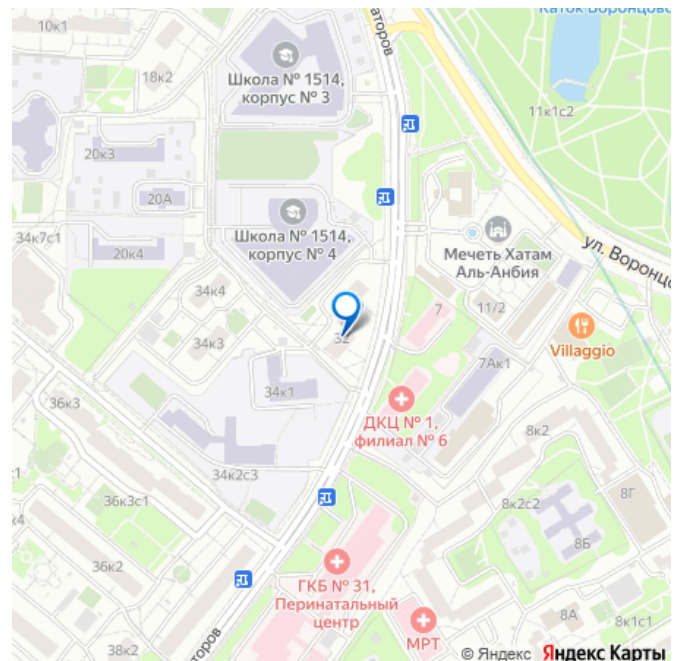 10к1
аторов
Каток Воронцово
18к2
Школа № 1514,
корпус № 3
11к1с2
20к3
20А
34к7с1
20к4
Школа № 1514,
корпус № 4
Мечеть Хатам
Аль-Анбия
ул. Воронцо
34к4
7
11/2
34к3
32
Villaggio
7Ак1
34к1
36к3
ДКЦ № 1,
филиал № 6
8к2
34к2с3
36к3с1
8к2с2
8Г
к4
8Б
36к2
ГКБ № 31,
Перинатальный
центр
8А
8к1с1
38к2
торов
МРТ
© Яндекс Яндекс Карты